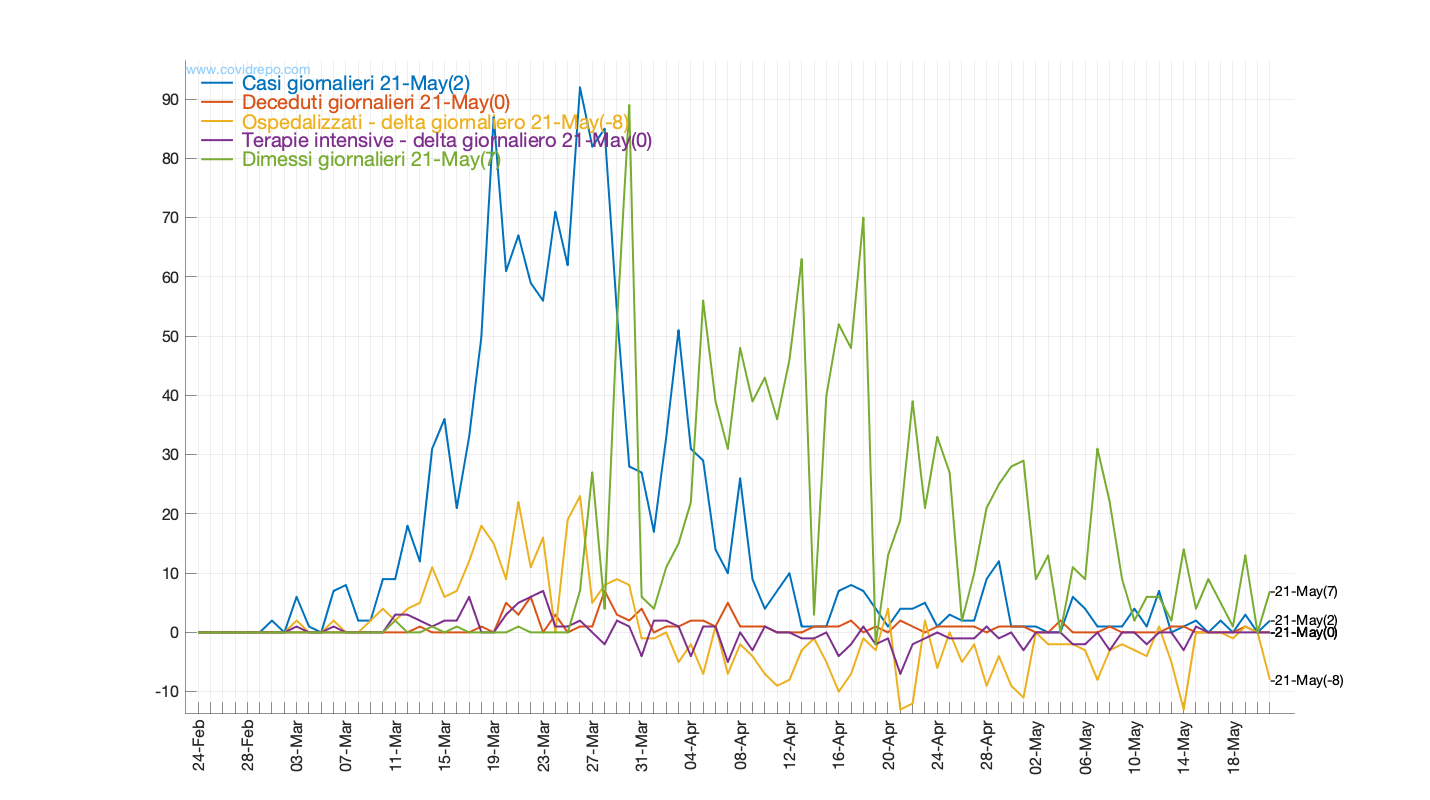 www.covidrepo.com
Casi giornalieri 21-May(2)
Deceduti giornalieri 21-May(0)
Ospedalizzati - delta giornaliero 21-May(-8)
Terapie intensive - delta giornaliero 21-May(0)
Dimessi giornalieri 21-May(7)
90
80
70
60
50
40
30
20
10
0
-10
-21-May(7)
-21-May(2)
-21-May(0)
-21-May(-8)
24-Feb
28-Feb
03-Mar
07-Mar
11-Mar
15-Mar
19-Mar
23-Mar
27-Mar
31-Mar
04-Apr
08-Apr
12-Apr
16-Apr
20-Apr
24-Apr
28-Apr
02-May
06-May
10-May
14-May
18-May